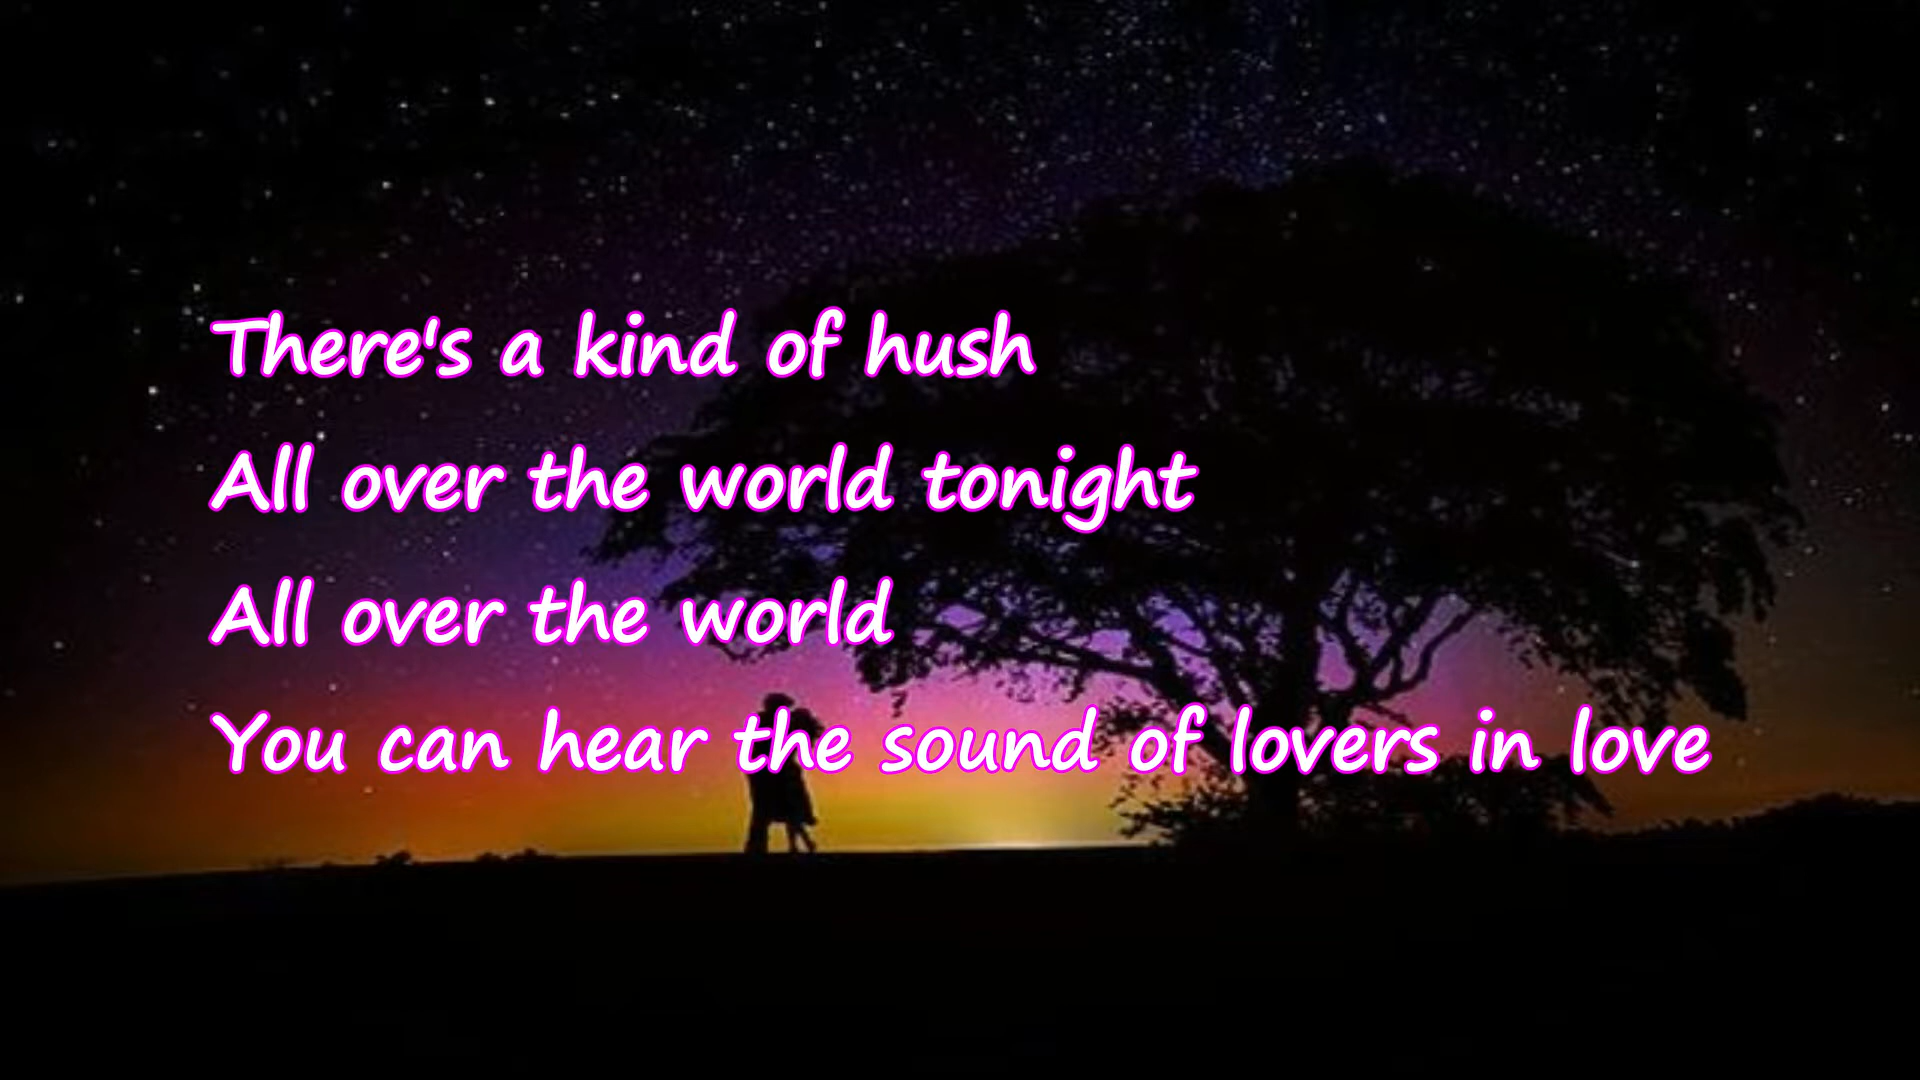 There's a kind of hush
All over the world tonight
All over the world
You can hear the sound of lovers in love